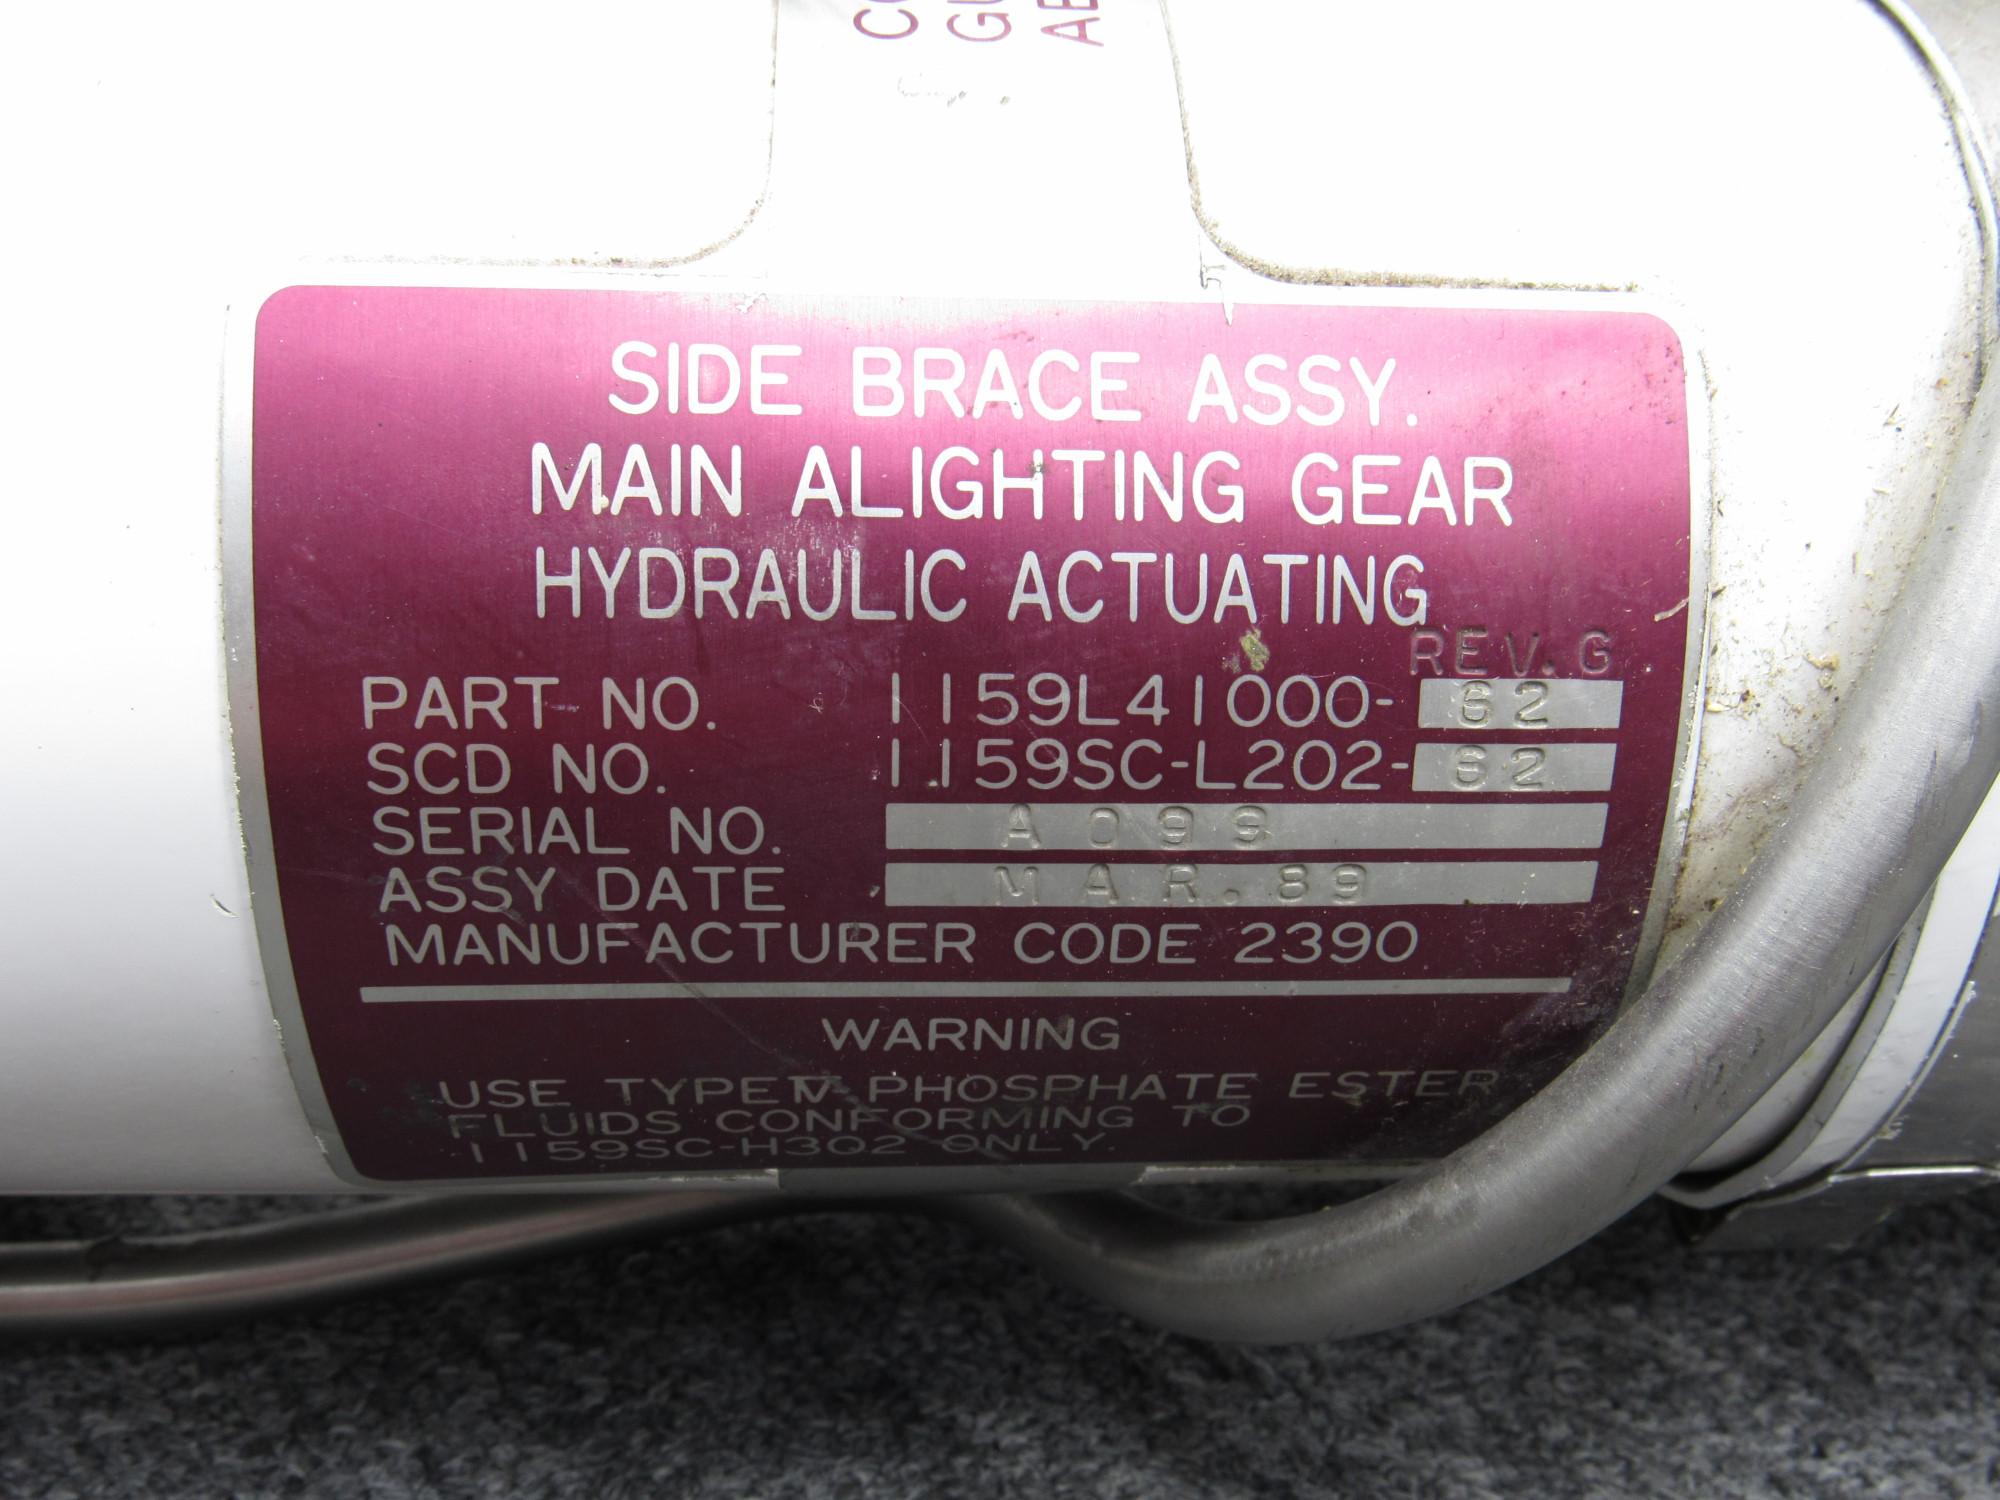 SIDE BRACE ASSY.
MAIN ALIGHTING GEAR
HYDRAULIC ACTUATING
REV. G
PART NO. 1159L41000-62
SCD NO. 1159SC-L202-62
SERIAL NO. A099
ASSY DATE MAR. 89
MANUFACTURER CODE 2390
WARNING
USE TYPE IV PHOSPHATE ESTER
FLUIDS CONFORMING TO
1159SC-H302 ONLY.